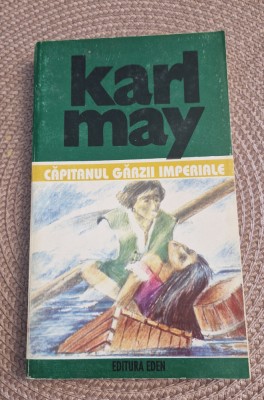 karl
may
CĂPITANUL GĂRZII IMPERIALE
EDITURA EDEN